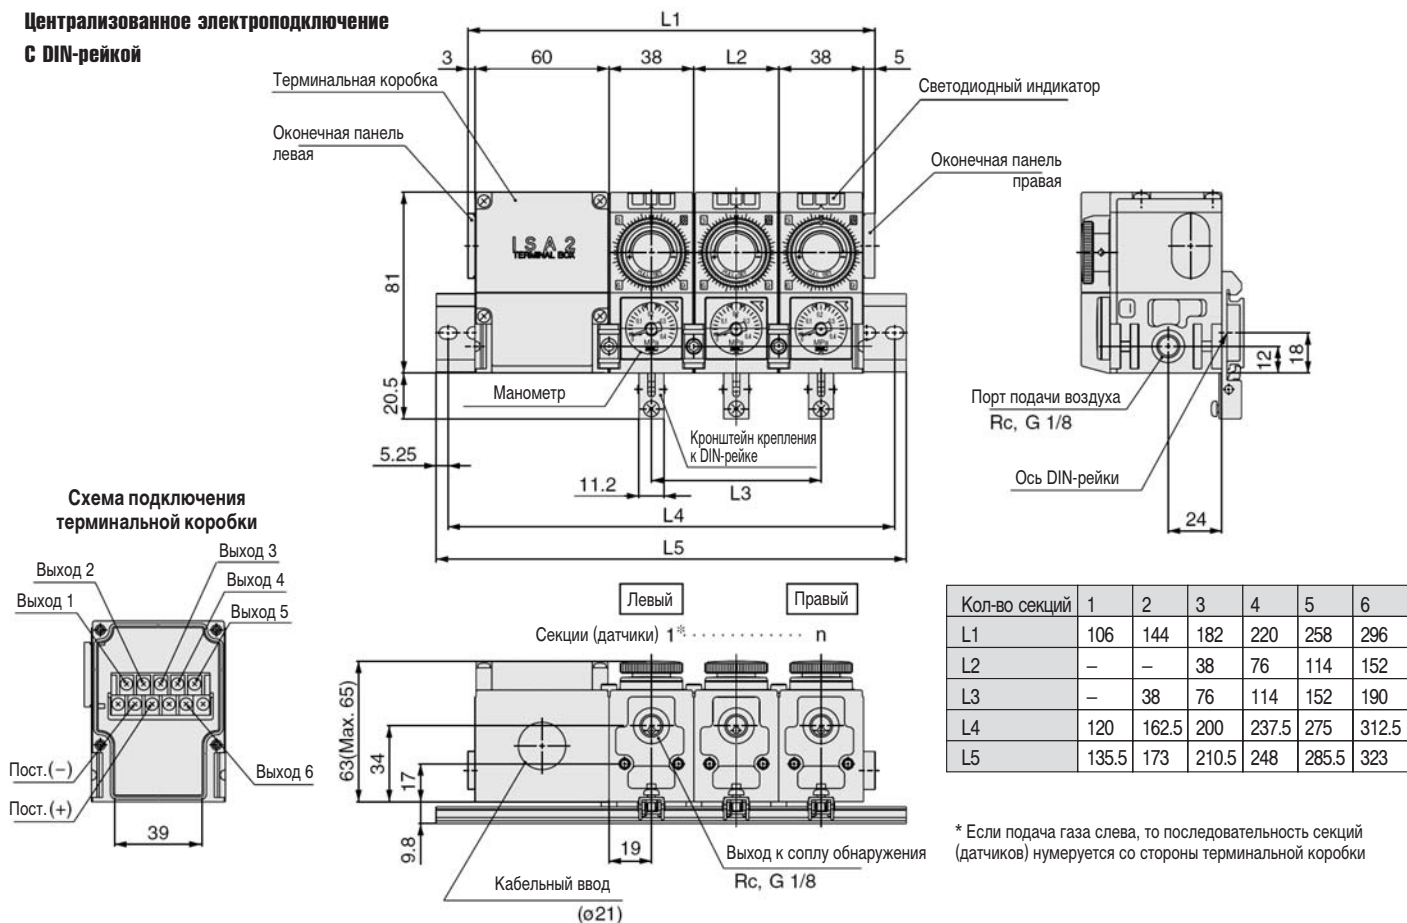 Централизованное электроподключение
С DIN-рейкой
L1
3
60
38
L2
38
5
Терминальная коробка
Светодиодный индикатор
Оконечная панель
левая
Оконечная панель
правая
ISA2
TERMINAL BOX
81
MPa
MPa
MPa
20.5
Манометр
5.25
Кронштейн крепления
к DIN-рейке
11.2
L3
L4
L5
12
18
Порт подачи воздуха
Rc, G 1/8
Ось DIN-рейки
24
Схема подключения
терминальной коробки
Выход 3
Выход 2
Выход 4
Выход 1
Выход 5
Пост.(−)
Выход 6
Пост.(+)
39
Левый
Правый
Секции (датчики) 1* n
63(Max. 65)
34
17
9.8
19
Выход к соплу обнаружения
Rc, G 1/8
Кабельный ввод
(ø21)
Кол-во секций 1 2 3 4 5 6
L1 106 144 182 220 258 296
L2 – – 38 76 114 152
L3 – 38 76 114 152 190
L4 120 162.5 200 237.5 275 312.5
L5 135.5 173 210.5 248 285.5 323
* Если подача газа слева, то последовательность секций
(датчиков) нумеруется со стороны терминальной коробки